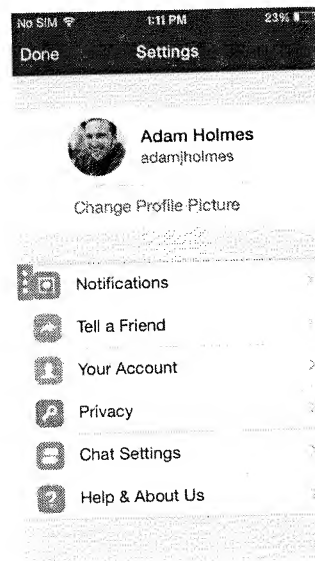 No SIM 1:11 PM 23%
Done Settings
Adam Holmes
adamjholmes
Change Profile Picture
Notifications
Tell a Friend
Your Account
Privacy
Chat Settings
? Help & About Us